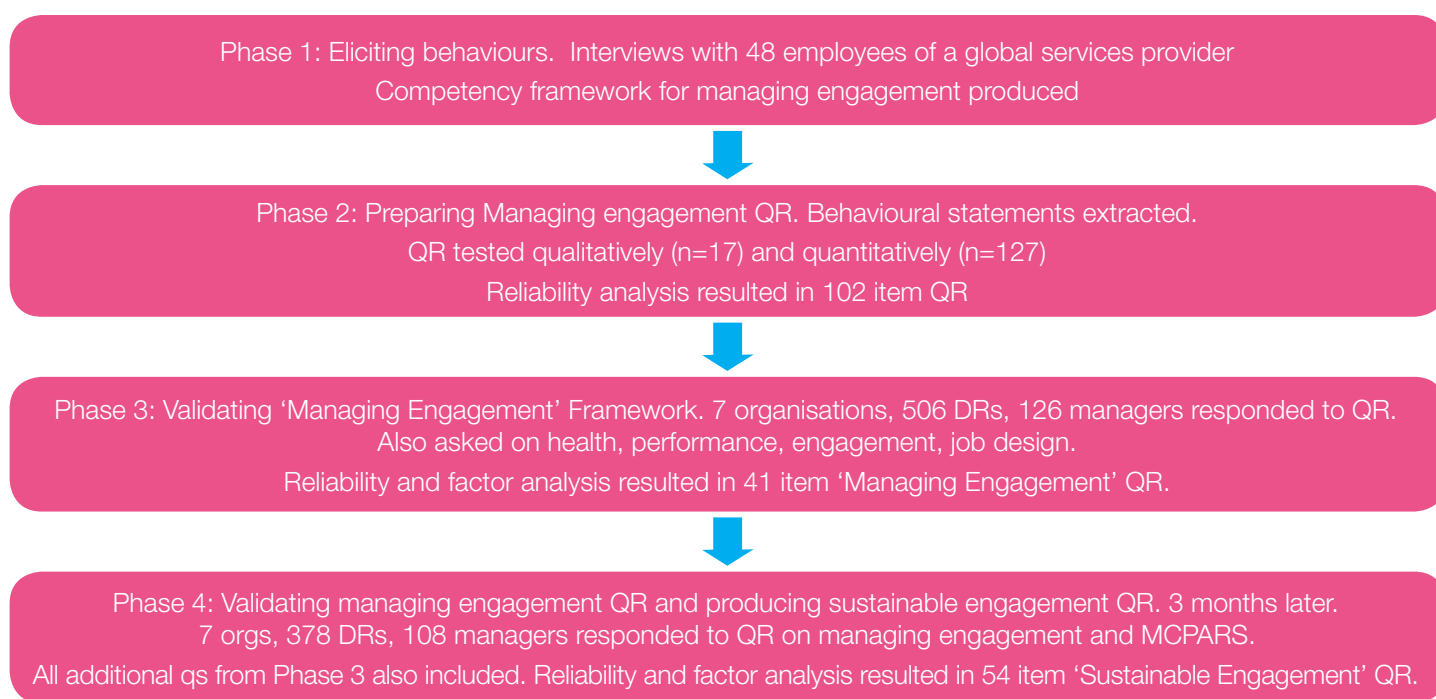 Phase 1: Eliciting behaviours.  Interviews with 48 employees of a global services provider
Competency framework for managing engagement produced
Phase 2: Preparing Managing engagement QR. Behavioural statements extracted.
QR tested qualitatively (n=17) and quantitatively (n=127)
Reliability analysis resulted in 102 item QR
Phase 3: Validating ‘Managing Engagement’ Framework. 7 organisations, 506 DRs, 126 managers responded to QR.
Also asked on health, performance, engagement, job design.
Reliability and factor analysis resulted in 41 item ‘Managing Engagement’ QR.
Phase 4: Validating managing engagement QR and producing sustainable engagement QR. 3 months later.
7 orgs, 378 DRs, 108 managers responded to QR on managing engagement and MCPARS.
All additional qs from Phase 3 also included. Reliability and factor analysis resulted in 54 item ‘Sustainable Engagement’ QR.